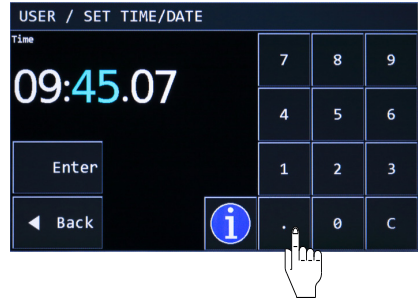 USER / SET TIME/DATE
Time
09:45.07
7 8 9
4 5 6
Enter
1 2 3
◀ Back
i
. 0 C